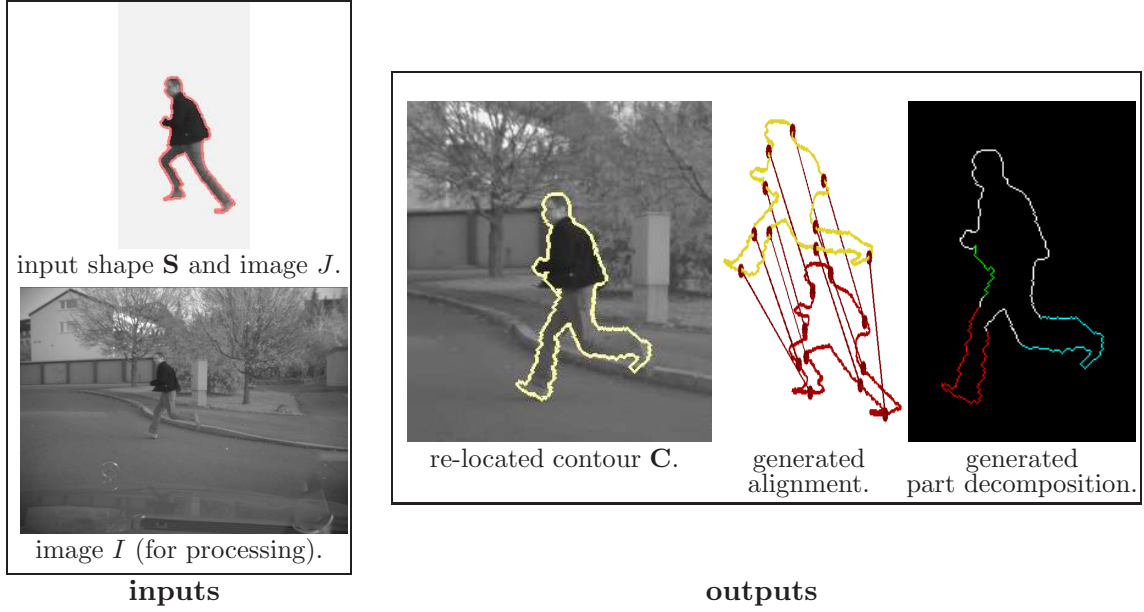 input shape S and image J.
image I (for processing).
inputs
re-located contour C.
generated
alignment.
generated
part decomposition.
outputs